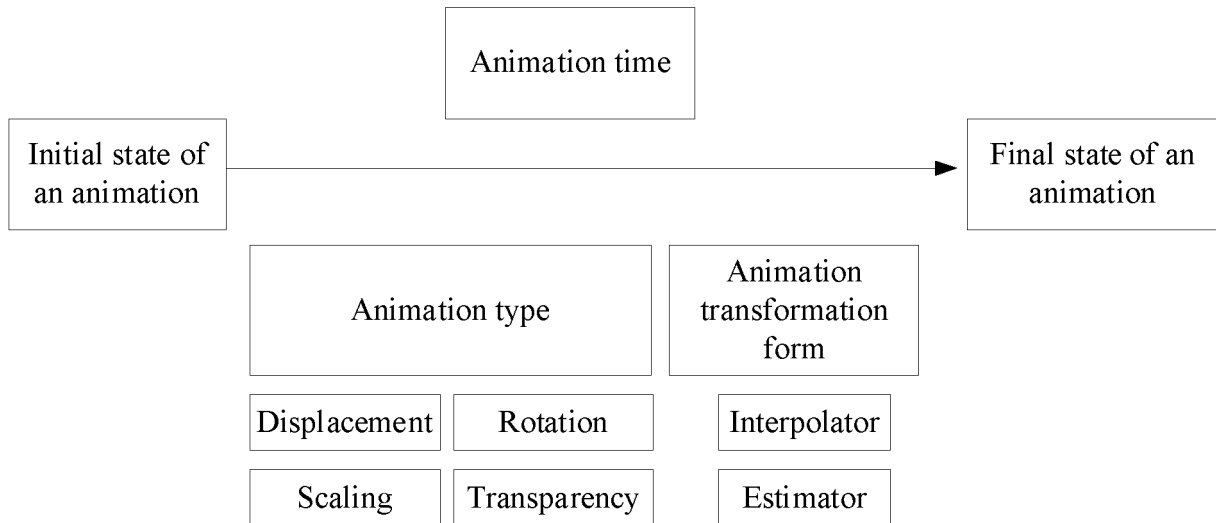 Animation time
Initial state of
an animation
Final state of an
animation
Animation type
Animation
transformation
form
Displacement
Rotation
Interpolator
Scaling
Transparency
Estimator